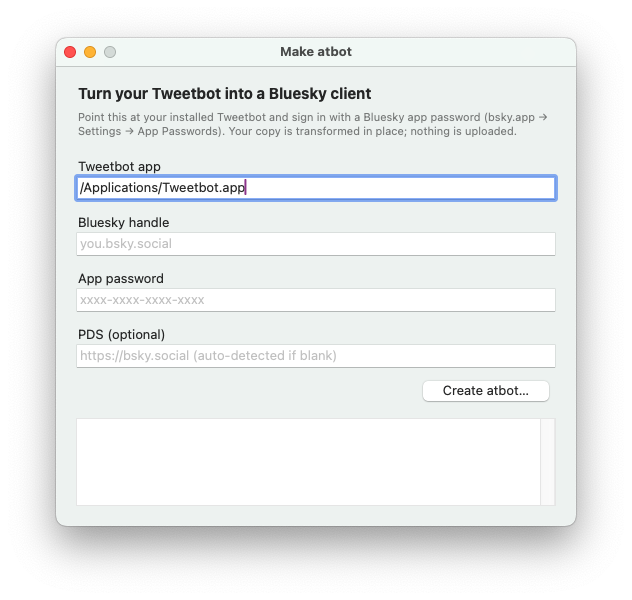 Make atbot
Turn your Tweetbot into a Bluesky client
Point this at your installed Tweetbot and sign in with a Bluesky app password (bsky.app →
Settings → App Passwords). Your copy is transformed in place; nothing is uploaded.
Tweetbot app
/Applications/Tweetbot.app
Bluesky handle
you.bsky.social
App password
xxxx-xxxx-xxxx-xxxx
PDS (optional)
https://bsky.social (auto-detected if blank)
Create atbot...